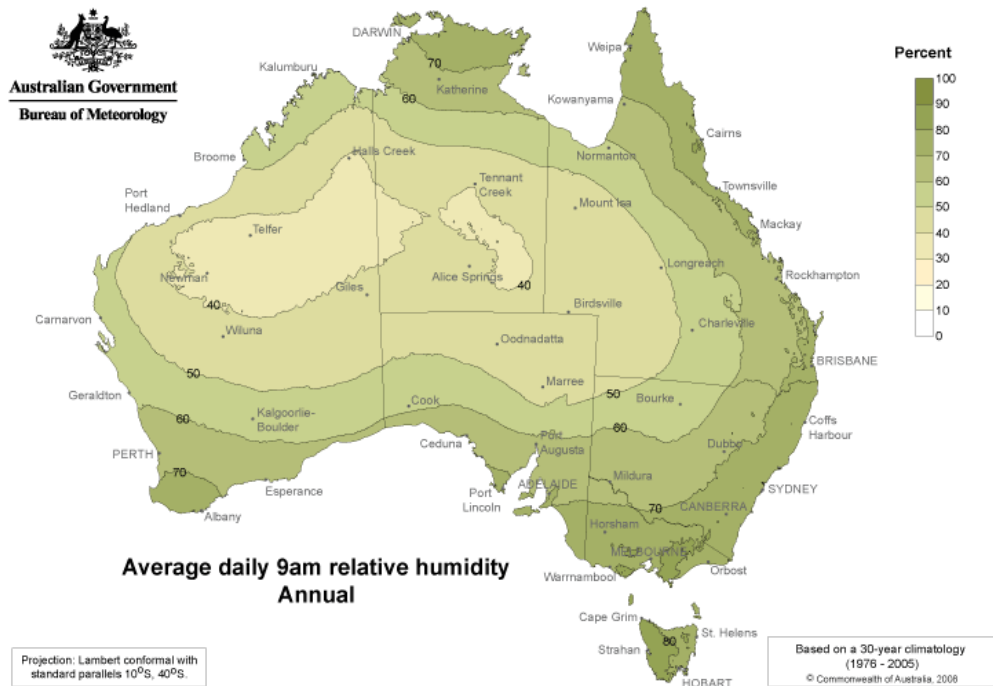 Australian Government
Bureau of Meteorology
DARWIN
Weipa
70
Kalumburu
Katherine
60
Kowanyama
Percent
100
90
80
70
60
50
40
30
20
10
0
Broome
Halls Creek
Normanton
Cairns
Tennant
Creek
Townsville
Port
Hedland
Mount Isa
Mackay
Telfer
Longreach
Rockhampton
Newman
Alice Springs
Giles
40
40
Birdsville
Carnarvon
Wiluna
Charleville
Oodnadatta
BRISBANE
50
Marree
50
Geraldton
Cook
Bourke
Kalgoorlie-
Boulder
60
60
Coffs
Harbour
Ceduna
Port
Augusta
Dubbo
PERTH
70
Mildura
Esperance
Port
Lincoln
ADELAIDE
SYDNEY
70
CANBERRA
Albany
Horsham
MELBOURNE
Average daily 9am relative humidity
Annual
Warrnambool
Orbost
Cape Grim
St. Helens
80
Strahan
HOBART
Projection: Lambert conformal with
standard parallels 10°S, 40°S.
Based on a 30-year climatology
(1976 - 2005)
© Commonwealth of Australia, 2008